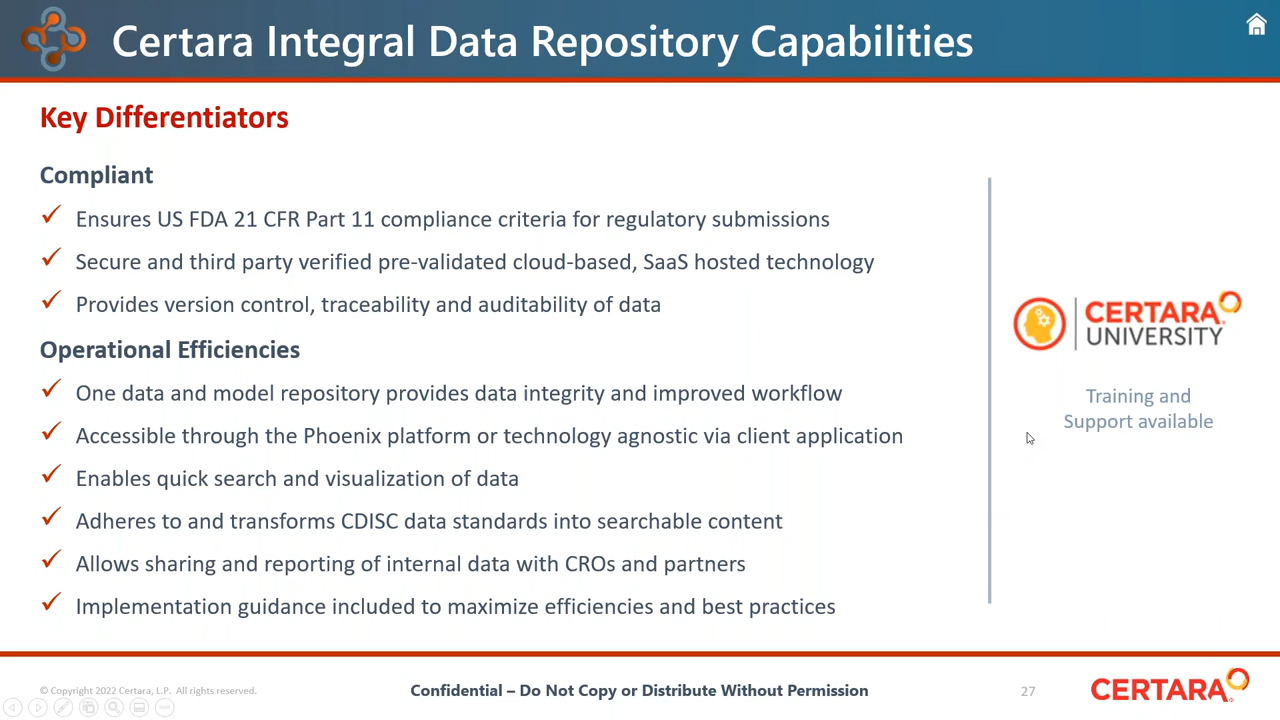 Certara Integral Data Repository Capabilities
Key Differentiators
Compliant
Ensures US FDA 21 CFR Part 11 compliance criteria for regulatory submissions
Secure and third party verified pre-validated cloud-based, SaaS hosted technology
Provides version control, traceability and auditability of data
Operational Efficiencies
One data and model repository provides data integrity and improved workflow
Accessible through the Phoenix platform or technology agnostic via client application
Enables quick search and visualization of data
Adheres to and transforms CDISC data standards into searchable content
Allows sharing and reporting of internal data with CROs and partners
Implementation guidance included to maximize efficiencies and best practices
CERTARA
UNIVERSITY
Training and
Support available
© Copyright 2022 Certara, L.P. All rights reserved.
Confidential – Do Not Copy or Distribute Without Permission
27
CERTARA